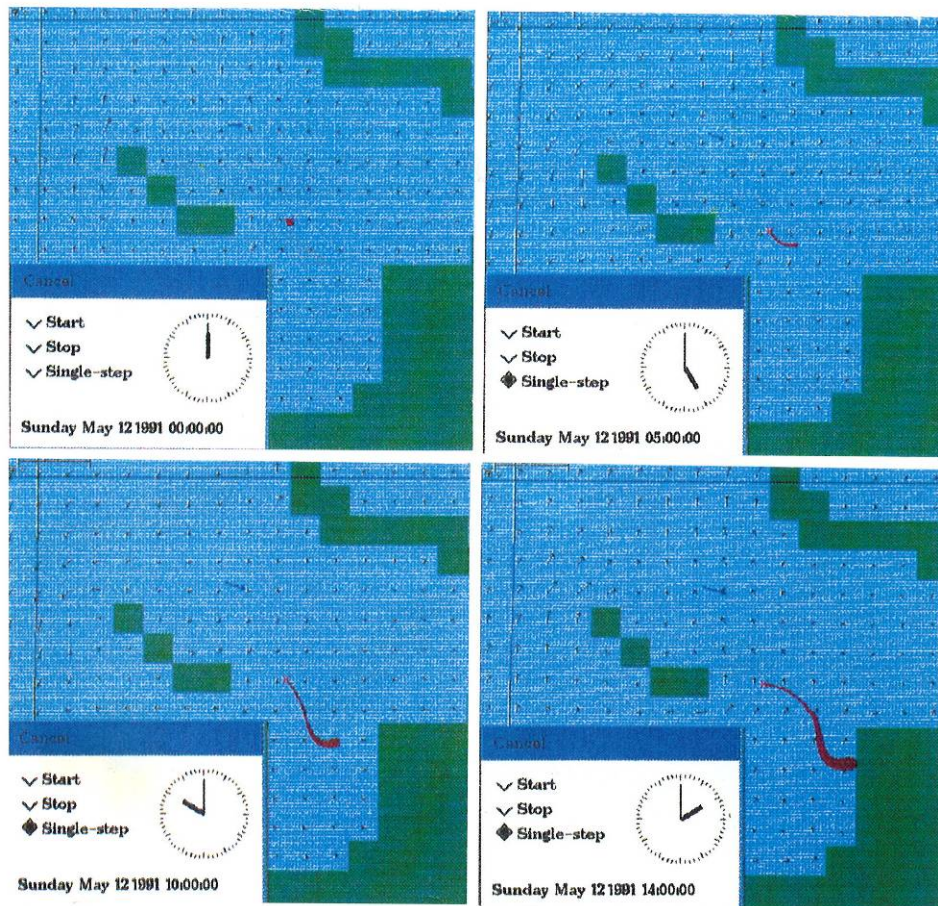 Cancel
Start
Stop
Single-step
Sunday May 12 1991 00:00:00
Cancel
Start
Stop
Single-step
Sunday May 12 1991 05:00:00
Cancel
Start
Stop
Single-step
Sunday May 12 1991 10:00:00
Cancel
Start
Stop
Single-step
Sunday May 12 1991 14:00:00